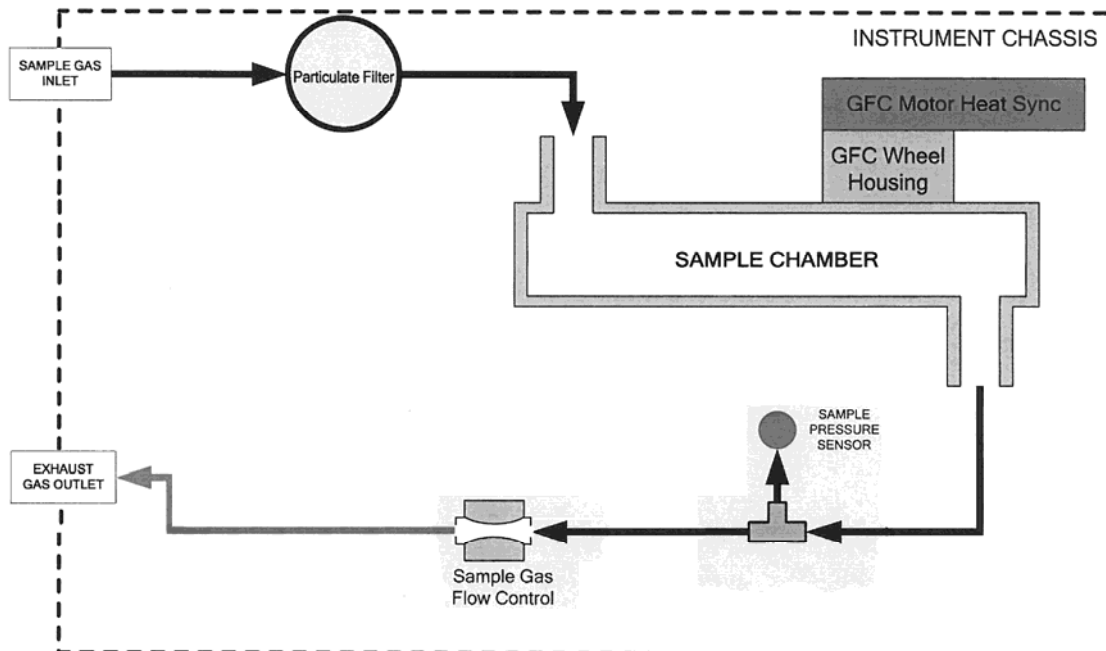 INSTRUMENT CHASSIS
SAMPLE GAS
INLET
Particulate Filter
GFC Motor Heat Sync
GFC Wheel
Housing
SAMPLE CHAMBER
SAMPLE
PRESSURE
SENSOR
EXHAUST
GAS OUTLET
Sample Gas
Flow Control